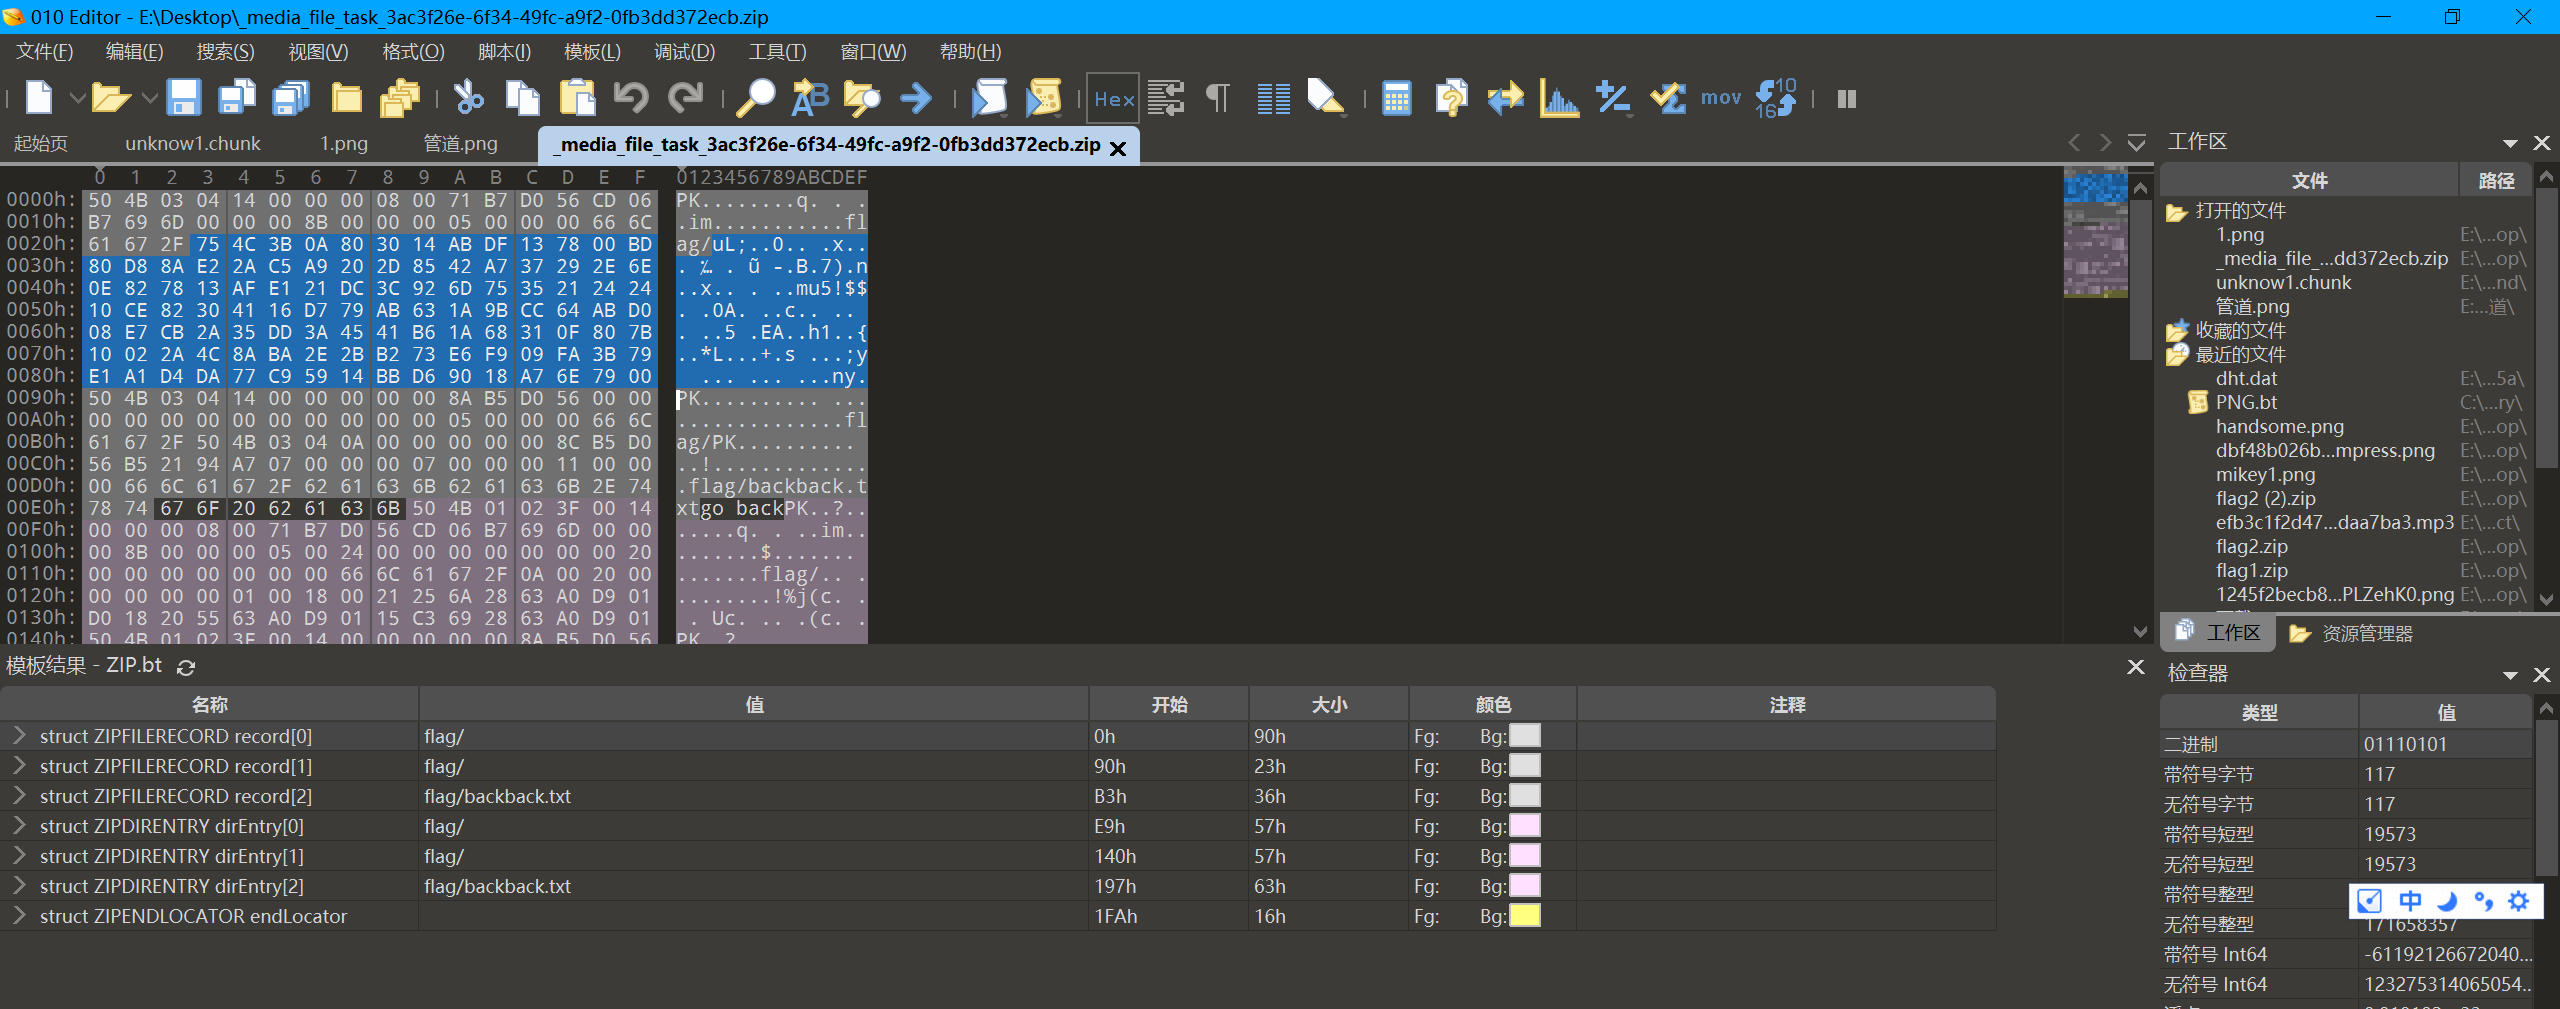 010 Editor - E:\Desktop\_media_file_task_3ac3f26e-6f34-49fc-a9f2-0fb3dd372ecb.zip
文件(F) 编辑(E) 搜索(S) 视图(V) 格式(O) 脚本(I) 模板(L) 调试(D) 工具(T) 窗口(W) 帮助(H)
Hex mov 10 16
起始页 unknow1.chunk 1.png 管道.png _media_file_task_3ac3f26e-6f34-49fc-a9f2-0fb3dd372ecb.zip
0 1 2 3 4 5 6 7 8 9 A B C D E F 0123456789ABCDEF
0000h: 50 4B 03 04 14 00 00 00 08 00 71 B7 D0 56 CD 06 PK........q. . .
0010h: B7 69 6D 00 00 00 8B 00 00 00 05 00 00 00 66 6C .im...........fl
0020h: 61 67 2F 75 4C 3B 0A 80 30 14 AB DF 13 78 00 BD ag/uL;..0.. .x..
0030h: 80 D8 8A E2 2A C5 A9 20 2D 85 42 A7 37 29 2E 6E
0040h: 0E 82 78 13 AF E1 21 DC 3C 92 6D 75 35 21 24 24 ..x.. . ..mu5!$$
0050h: 10 CE 82 30 41 16 D7 79 AB 63 1A 9B CC 64 AB D0 . .0A. ..c.. ..
0060h: 08 E7 CB 2A 35 DD 3A 45 41 B6 1A 68 31 0F 80 7B ...5 .EA..h1..{
0070h: 10 02 2A 4C 8A BA 2E 2B B2 73 E6 F9 09 FA 3B 79 ..*L...+.s ...;y
0080h: E1 A1 D4 DA 77 C9 59 14 BB D6 90 18 A7 6E 79 00 ... ... ...ny.
0090h: 50 4B 03 04 14 00 00 00 00 00 8A B5 D0 56 00 00 PK.......... ...
00A0h: 00 00 00 00 00 00 00 00 00 00 05 00 00 00 66 6C ..............fl
00B0h: 61 67 2F 50 4B 03 04 0A 00 00 00 00 00 8C B5 D0 ag/PK..........
00C0h: 56 B5 21 94 A7 07 00 00 00 07 00 00 00 11 00 00 ..!.............
00D0h: 00 66 6C 61 67 2F 62 61 63 6B 62 61 63 6B 2E 74 .flag/backback.t
00E0h: 78 74 67 6F 20 62 61 63 6B 50 4B 01 02 3F 00 14 xtgo backPK..?..
00F0h: 00 00 00 08 00 71 B7 D0 56 CD 06 B7 69 6D 00 00 .....q. . ..im..
0100h: 00 8B 00 00 00 05 00 24 00 00 00 00 00 00 00 20 .......$.......
0110h: 00 00 00 00 00 00 00 66 6C 61 67 2F 0A 00 20 00 .......flag/.. .
0120h: 00 00 00 00 01 00 18 00 21 25 6A 28 63 A0 D9 01 ........!%j(c. .
0130h: D0 18 20 55 63 A0 D9 01 15 C3 69 28 63 A0 D9 01 . Uc. .. .(c. .
0140h: 50 4B 01 02 3F 00 14 00 00 00 00 00 8A B5 D0 56 PK..?
模板结果 - ZIP.bt
名称 值 开始 大小 颜色 注释
struct ZIPFILERECORD record[0] flag/ 0h 90h Fg: Bg:
struct ZIPFILERECORD record[1] flag/ 90h 23h Fg: Bg:
struct ZIPFILERECORD record[2] flag/backback.txt B3h 36h Fg: Bg:
struct ZIPDIRENTRY dirEntry[0] flag/ E9h 57h Fg: Bg:
struct ZIPDIRENTRY dirEntry[1] flag/ 140h 57h Fg: Bg:
struct ZIPDIRENTRY dirEntry[2] flag/backback.txt 197h 63h Fg: Bg:
struct ZIPENDLOCATOR endLocator 1FAh 16h Fg: Bg:
工作区
文件 路径
打开的文件
1.png E:\...op\
_media_file_...dd372ecb.zip E:\...op\
unknow1.chunk E:\...nd\
管道.png E:...道\
收藏的文件
最近的文件
dht.dat E:\...5a\
PNG.bt C:\...ry\
handsome.png E:\...op\
dbf48b026b...mpress.png E:\...op\
mikey1.png E:\...op\
flag2 (2).zip E:\...op\
efb3c1f2d47...daa7ba3.mp3 E:\...ct\
flag2.zip E:\...op\
flag1.zip E:\...op\
1245f2becb8...PLZehK0.png E:\...op\
工作区 资源管理器
检查器
类型 值
二进制 01110101
带符号字节 117
无符号字节 117
带符号短型 19573
无符号短型 19573
带符号整型
中
无符号整型 171658357
带符号 Int64 -61192126672040...
无符号 Int64 123275314065054...